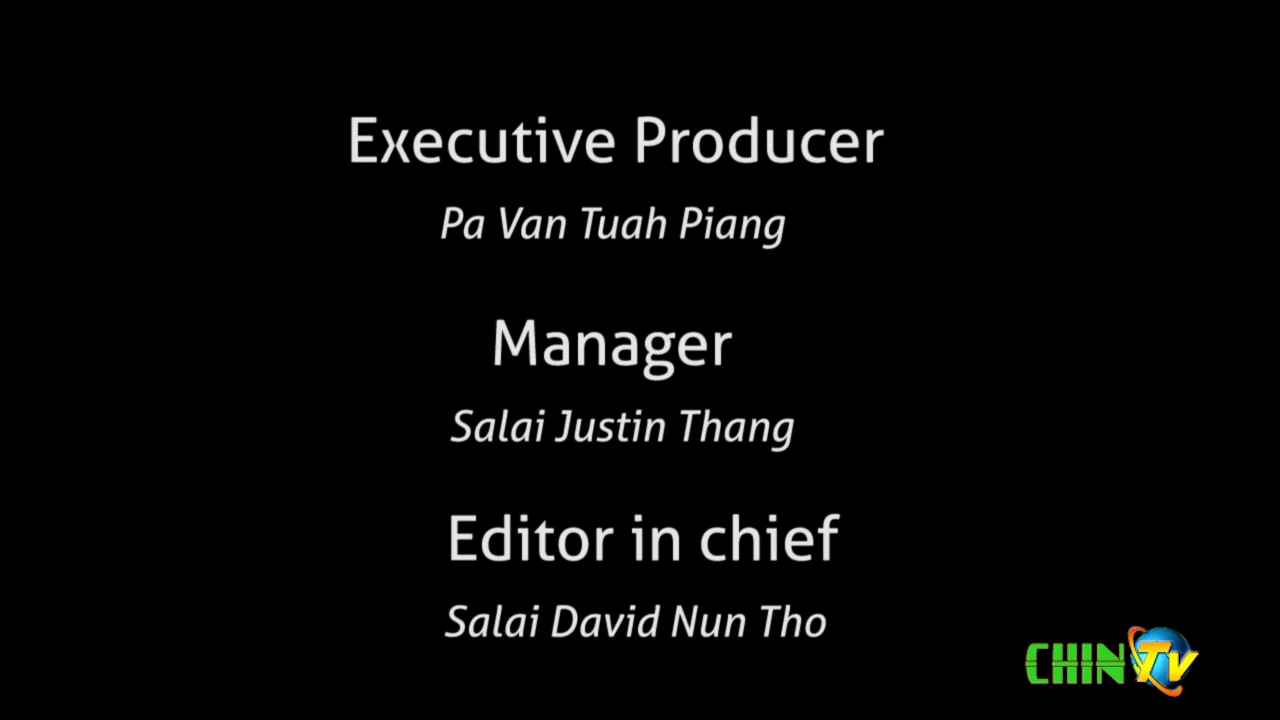 Executive Producer
Pa Van Tuah Piang
Manager
Salai Justin Thang
Editor in chief
Salai David Nun Tho
CHIN TV